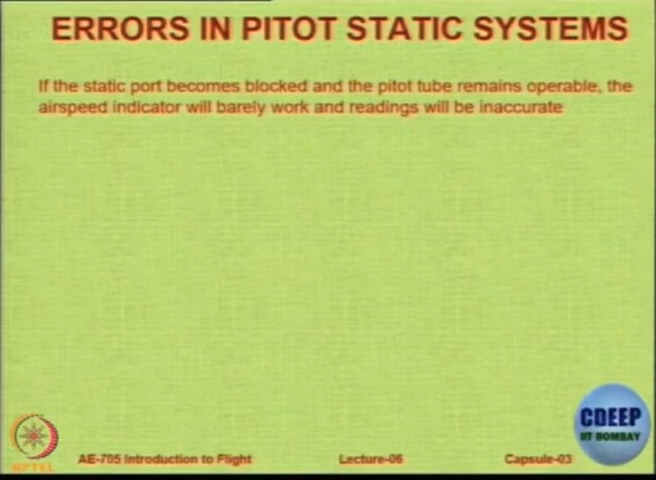 ERRORS IN PITOT STATIC SYSTEMS
If the static port becomes blocked and the pitot tube remains operable, the
airspeed indicator will barely work and readings will be inaccurate
CDEEP
IIT BOMBAY
NPTEL
AE-705 Introduction to Flight
Lecture-06
Capsule-03